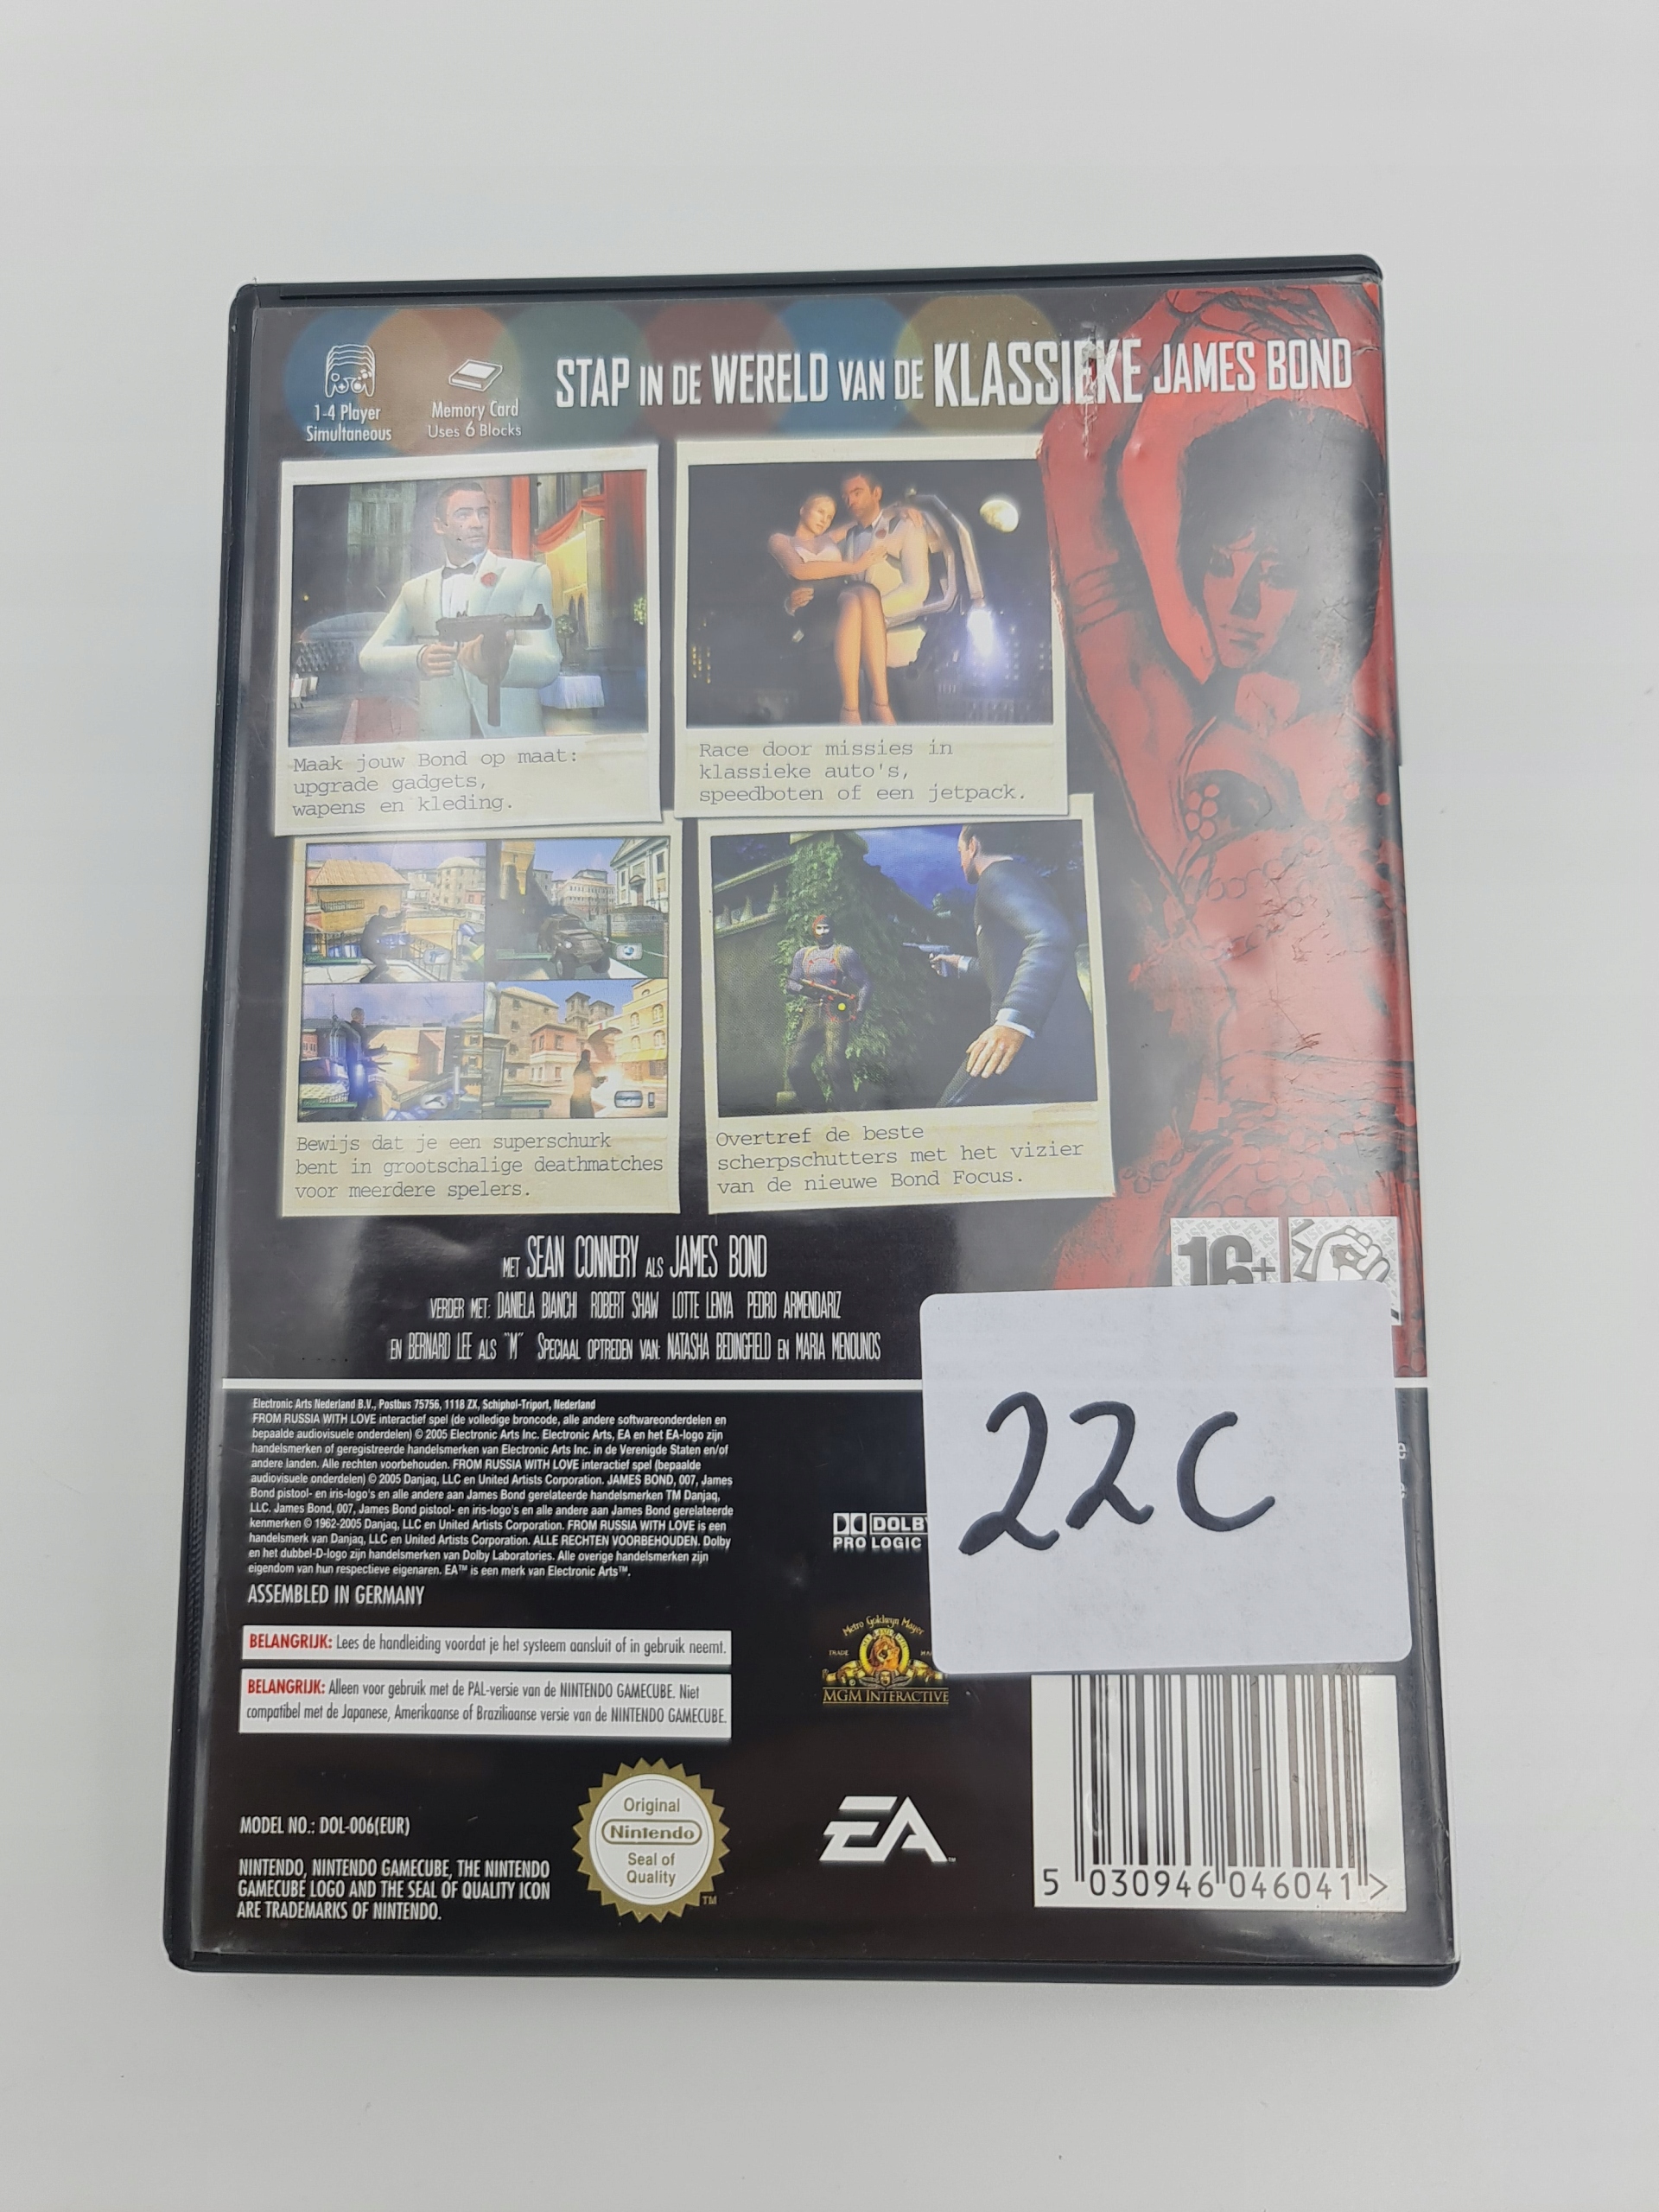 STAP IN DE WERELD VAN DE KLASSIEKE JAMES BOND
1-4 Player
Simultaneous
Memory Card
Uses 6 Blocks
Maak jouw Bond op maat:
upgrade gadgets,
wapens en kleding.
Race door missies in
klassieke auto's,
speedboten of een jetpack.
Bewijs dat je een superschurk
bent in grootschalige deathmatches
voor meerdere spelers.
Overtref de beste
scherpschutters met het vizier
van de nieuwe Bond Focus.
MET SEAN CONNERY ALS JAMES BOND
VERDER MET: DANIELA BIANCHI ROBERT SHAW LOTTE LENYA PEDRO ARMENDARIZ
EN BERNARD LEE ALS "M" SPECIAAL OPTREDEN VAN: NATASHA BEDINGFIELD EN MARIA MENOUNOS
16+
22C
Electronic Arts Nederland B.V., Postbus 75756, 1118 ZX, Schiphol-Triport, Nederland
FROM RUSSIA WITH LOVE interactief spel (de volledige broncode, alle andere softwareonderdelen en
bepaalde audiovisuele onderdelen) © 2005 Electronic Arts Inc. Electronic Arts, EA en het EA-logo zijn
handelsmerken of geregistreerde handelsmerken van Electronic Arts Inc. in de Verenigde Staten en/of
andere landen. Alle rechten voorbehouden. FROM RUSSIA WITH LOVE interactief spel (bepaalde
audiovisuele onderdelen) © 2005 Danjaq, LLC en United Artists Corporation. JAMES BOND, 007, James
Bond pistool- en iris-logo's en alle andere aan James Bond gerelateerde handelsmerken TM Danjaq,
LLC. James Bond, 007, James Bond pistool- en iris-logo's en alle andere aan James Bond gerelateerde
kenmerken © 1962-2005 Danjaq, LLC en United Artists Corporation. FROM RUSSIA WITH LOVE is een
handelsmerk van Danjaq, LLC en United Artists Corporation. ALLE RECHTEN VOORBEHOUDEN. Dolby
en het dubbel-D-logo zijn handelsmerken van Dolby Laboratories. Alle overige handelsmerken zijn
eigendom van hun respectieve eigenaren. EA™ is een merk van Electronic Arts™.
ASSEMBLED IN GERMANY
DOLB
PRO LOGIC
BELANGRIJK: Lees de handleiding voordat je het systeem aansluit of in gebruik neemt.
BELANGRIJK: Alleen voor gebruik met de PAL-versie van de NINTENDO GAMECUBE. Niet
compatibel met de Japanese, Amerikaanse of Braziliaanse versie van de NINTENDO GAMECUBE.
Metro Goldwyn Mayer
TRADE
MGM INTERACTIVE
MODEL NO.: DOL-006(EUR)
NINTENDO, NINTENDO GAMECUBE, THE NINTENDO
GAMECUBE LOGO AND THE SEAL OF QUALITY ICON
ARE TRADEMARKS OF NINTENDO.
Original
Nintendo
Seal of
Quality
TM
EA
5 030946 046041 >